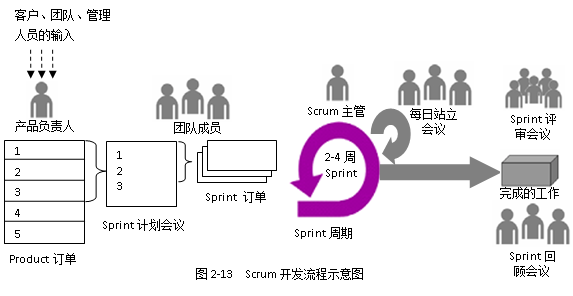 客户、团队、管理
人员的输入
产品负责人
1
2
3
4
5
Product 订单
1
2
3
Sprint 计划会议
团队成员
Sprint 订单
Scrum 主管
2-4 周
Sprint
Sprint 周期
每日站立
会议
Sprint 评
审会议
完成的工作
Sprint 回
顾会议
图 2-13 Scrum 开发流程示意图